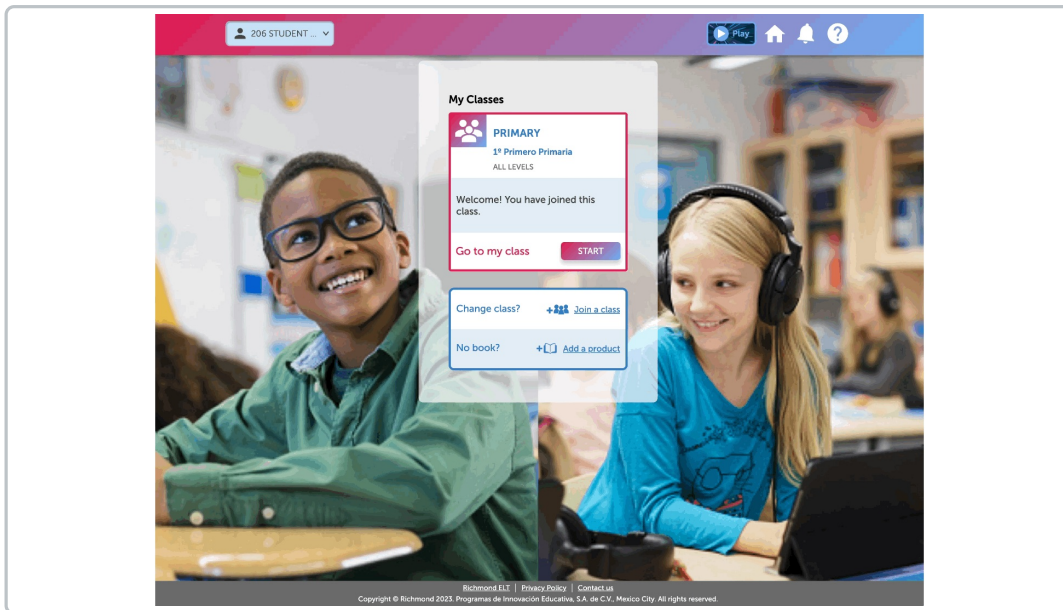 206 STUDENT ...
Play
?
My Classes
PRIMARY
1º Primero Primaria
ALL LEVELS
Welcome! You have joined this
class.
Go to my class START
Change class? + Join a class
No book? + Add a product
Richmond ELT | Privacy Policy | Contact us
Copyright © Richmond 2023. Programas de Innovación Educativa, S.A. de C.V., Mexico City. All rights reserved.